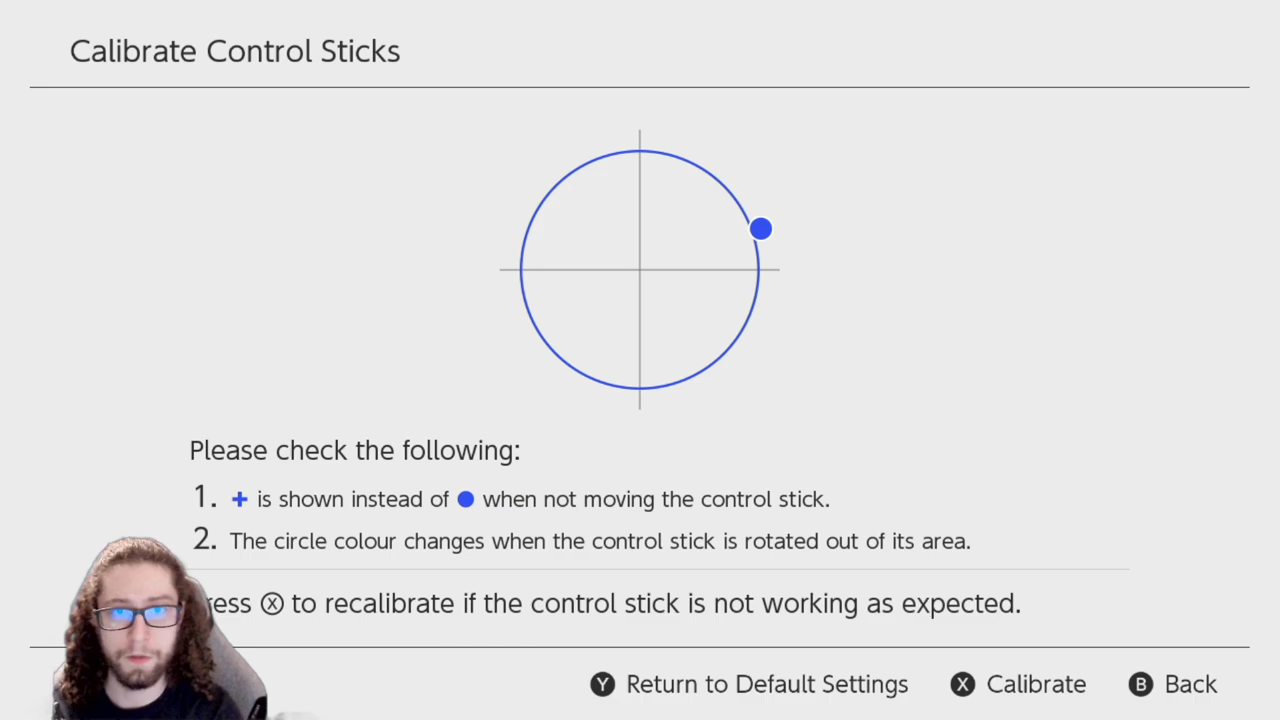 Calibrate Control Sticks
Please check the following:
1. + is shown instead of ● when not moving the control stick.
2. The circle colour changes when the control stick is rotated out of its area.
ress Ⓧ to recalibrate if the control stick is not working as expected.
Y Return to Default Settings X Calibrate B Back